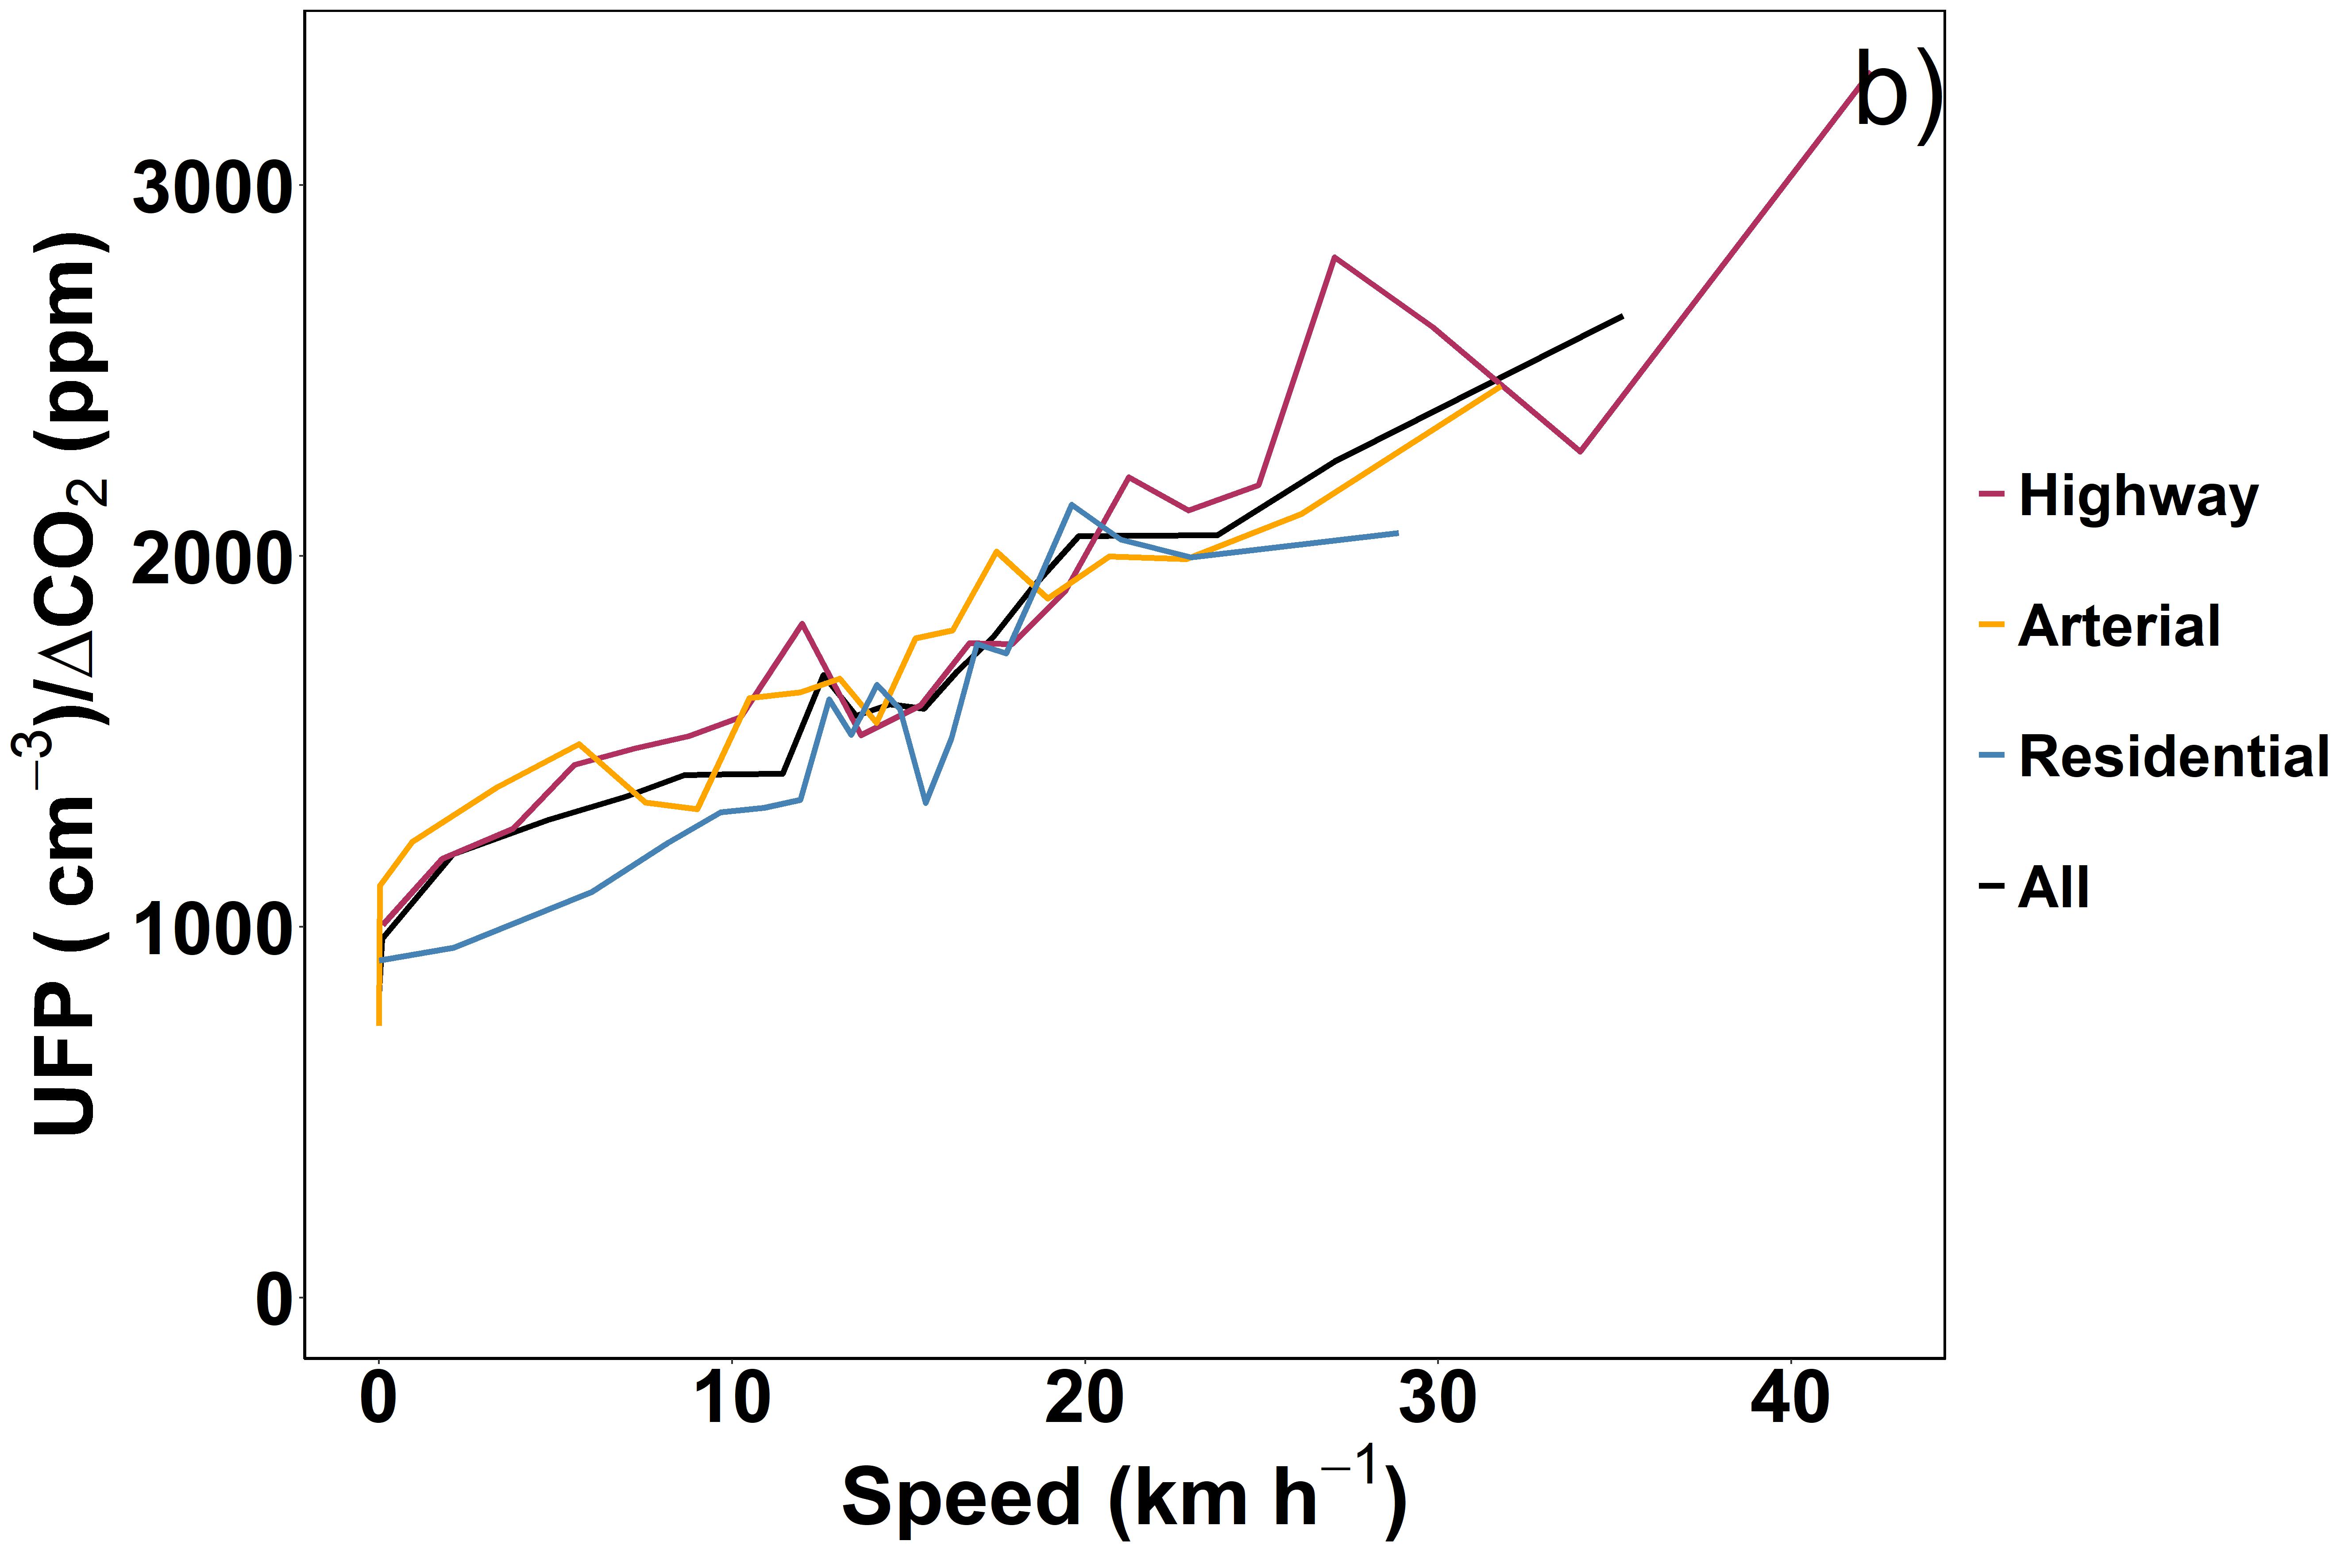 b)
UFP ( cm⁻³)/ΔCO₂ (ppm)
3000
2000
1000
0
0 10 20 30 40
Speed (km h⁻¹)
Highway
Arterial
Residential
All